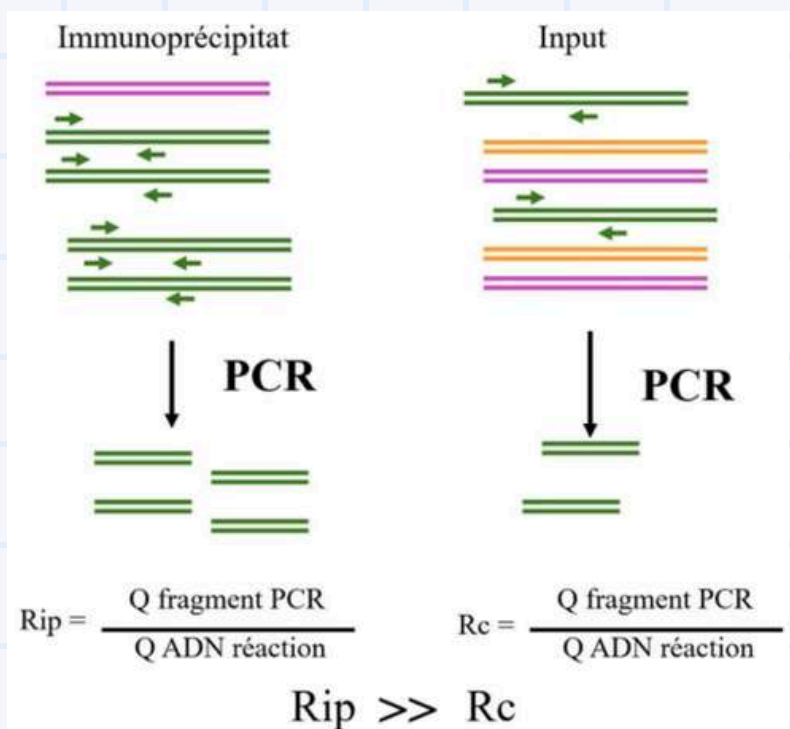 Immunoprécipitat
Input
PCR
PCR
Rip = Q fragment PCR
Q ADN réaction
Rc = Q fragment PCR
Q ADN réaction
Rip >> Rc